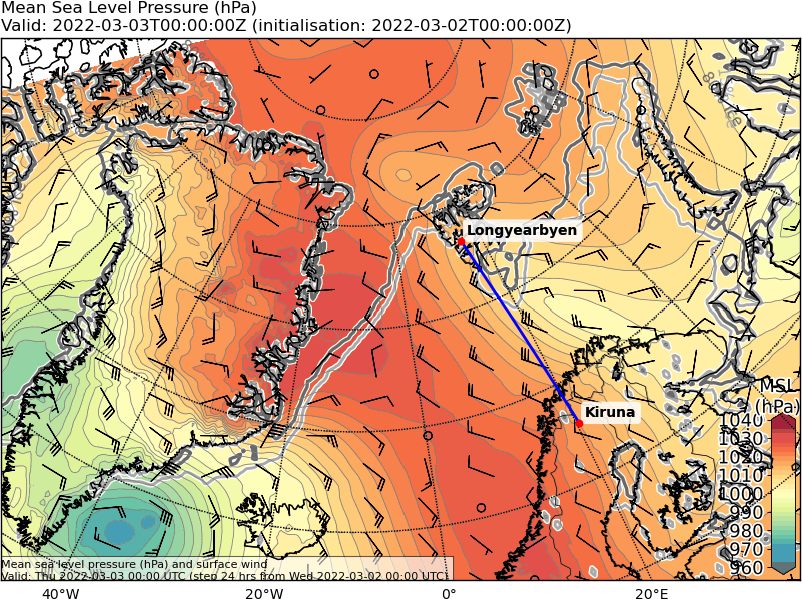 Mean Sea Level Pressure (hPa)
Valid: 2022-03-03T00:00:00Z (initialisation: 2022-03-02T00:00:00Z)
Longyearbyen
Kiruna
MSL
(hPa)
1040
1030
1020
1010
1000
990
980
970
960
Mean sea level pressure (hPa) and surface wind
Valid: Thu 2022-03-03 00:00 UTC (step 24 hrs from Wed 2022-03-02 00:00 UTC)
40°W
20°W
0°
20°E